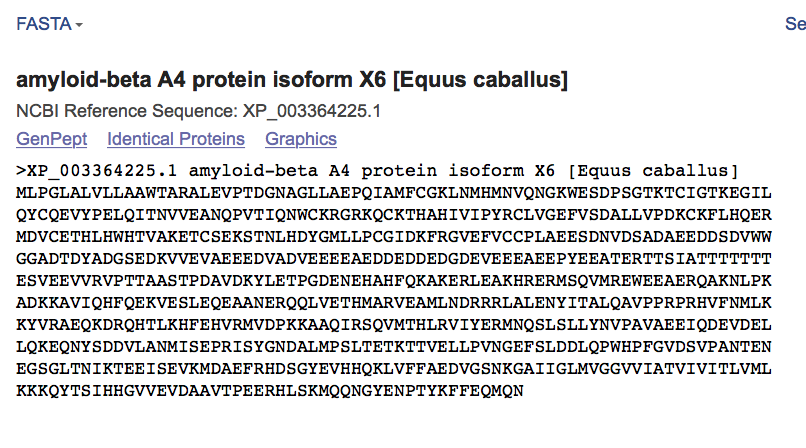 FASTA
Se
amyloid-beta A4 protein isoform X6 [Equus caballus]
NCBI Reference Sequence: XP_003364225.1
GenPept Identical Proteins Graphics
>XP_003364225.1 amyloid-beta A4 protein isoform X6 [Equus caballus]
MLPGLALVLLAAWTARALEVPTDGNAGLLAEPQIAMFCGKLNMHMNVQNGKWESDPSGTKTCIGTKEGIL
QYCQEVYPELQITNVVEANQPVTIQNWCKRGRKQCKTHAHIVIPYRCLVGEFVSDALLVPDKCKFLHQER
MDVCETHLHWHTVAKETCSEKSTNLHDYGMLLPCGIDKFRGVEFVCCPLAEESDNVDSADAEEDDSDVWW
GGADTDYADGSEDKVVEVAEEEDVADVEEEEAEDDEDDEDGDEVEEEAEEPYEEATERTTSIATTTTTTT
ESVEEVVRVPTTAASTPDAVDKYLETPGDENEHAHFQKAKERLEAKHRERMSQVMREWEEAERQAKNLPK
ADKKAVIQHFQEKVESLEQEAANERQQLVETHMARVEAMLNDRRRLALENYITALQAVPPRPRHVFNMLK
KYVRAEQKDRQHTLKHFEHVRMVDPKKAAQIRSQVMTHLRVIYERMNQSLSLLYNVPAVAEEIQDEVDEL
LQKEQNYSDDVLANMISEPRISYGNDALMPSLTETKTTVELLPVNGEFSLDDLQPWHPFGVDSVPANTEN
EGSGLTNIKTEEISEVKMDAEFRHDSGYEVHHQKLVFFAEDVGSNKGAIIGLMVGGVVIATVIVITLVML
KKKQYTSIHHGVVEVDAAVTPEERHLSKMQQNGYENPTYKFFEQMQN